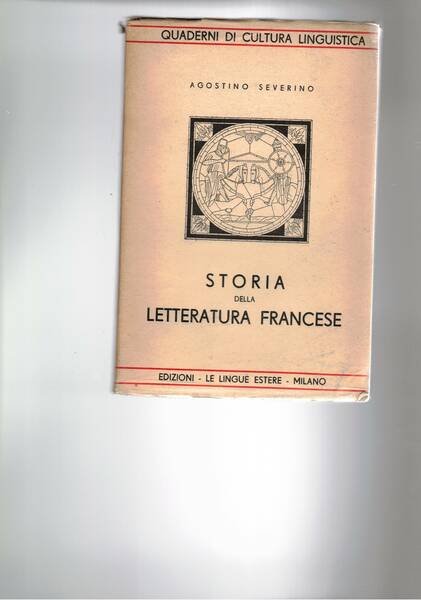 QUADERNI DI CULTURA LINGUISTICA
AGOSTINO SEVERINO
STORIA
DELLA
LETTERATURA FRANCESE
EDIZIONI - LE LINGUE ESTERE - MILANO